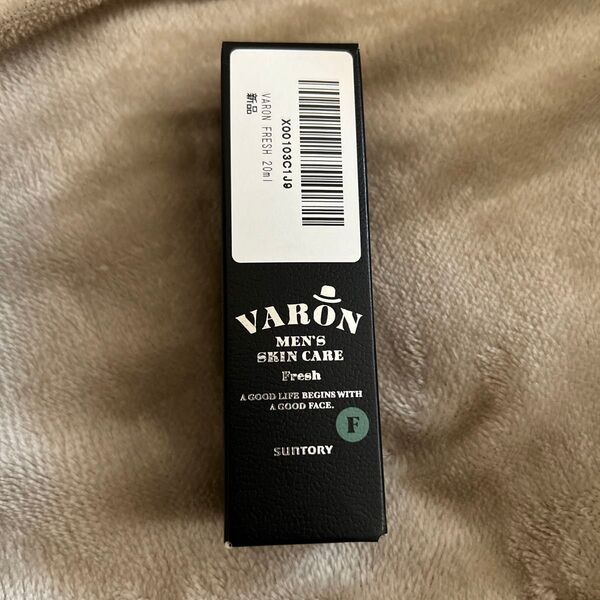 X00103C1J9
VARON FRESH 20ml
新品
VARON
MEN'S
SKIN CARE
Fresh
A GOOD LIFE BEGINS WITH
A GOOD FACE.
F
SUNTORY